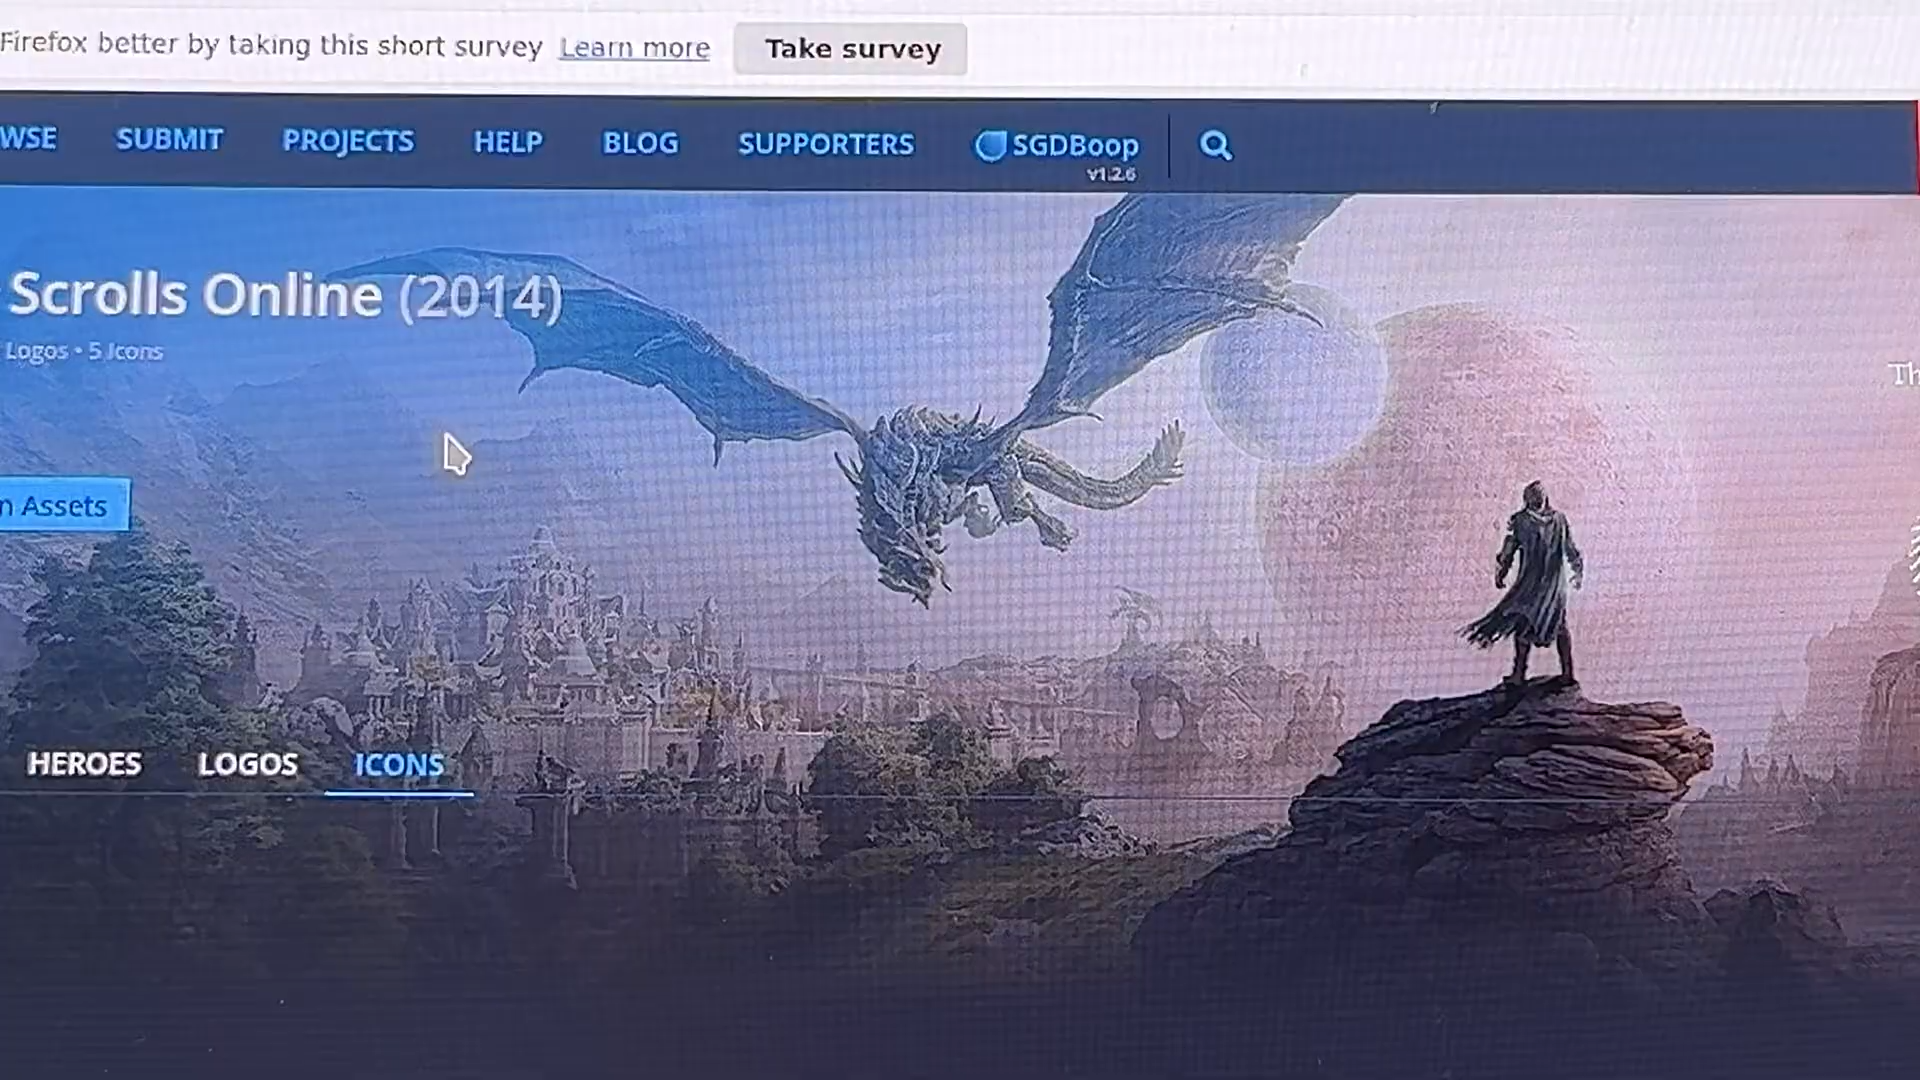 Firefox better by taking this short survey Learn more Take survey
WSE SUBMIT PROJECTS HELP BLOG SUPPORTERS SGDBoop
v1.2.6
Scrolls Online (2014)
Logos • 5 Icons
Th
n Assets
HEROES LOGOS ICONS